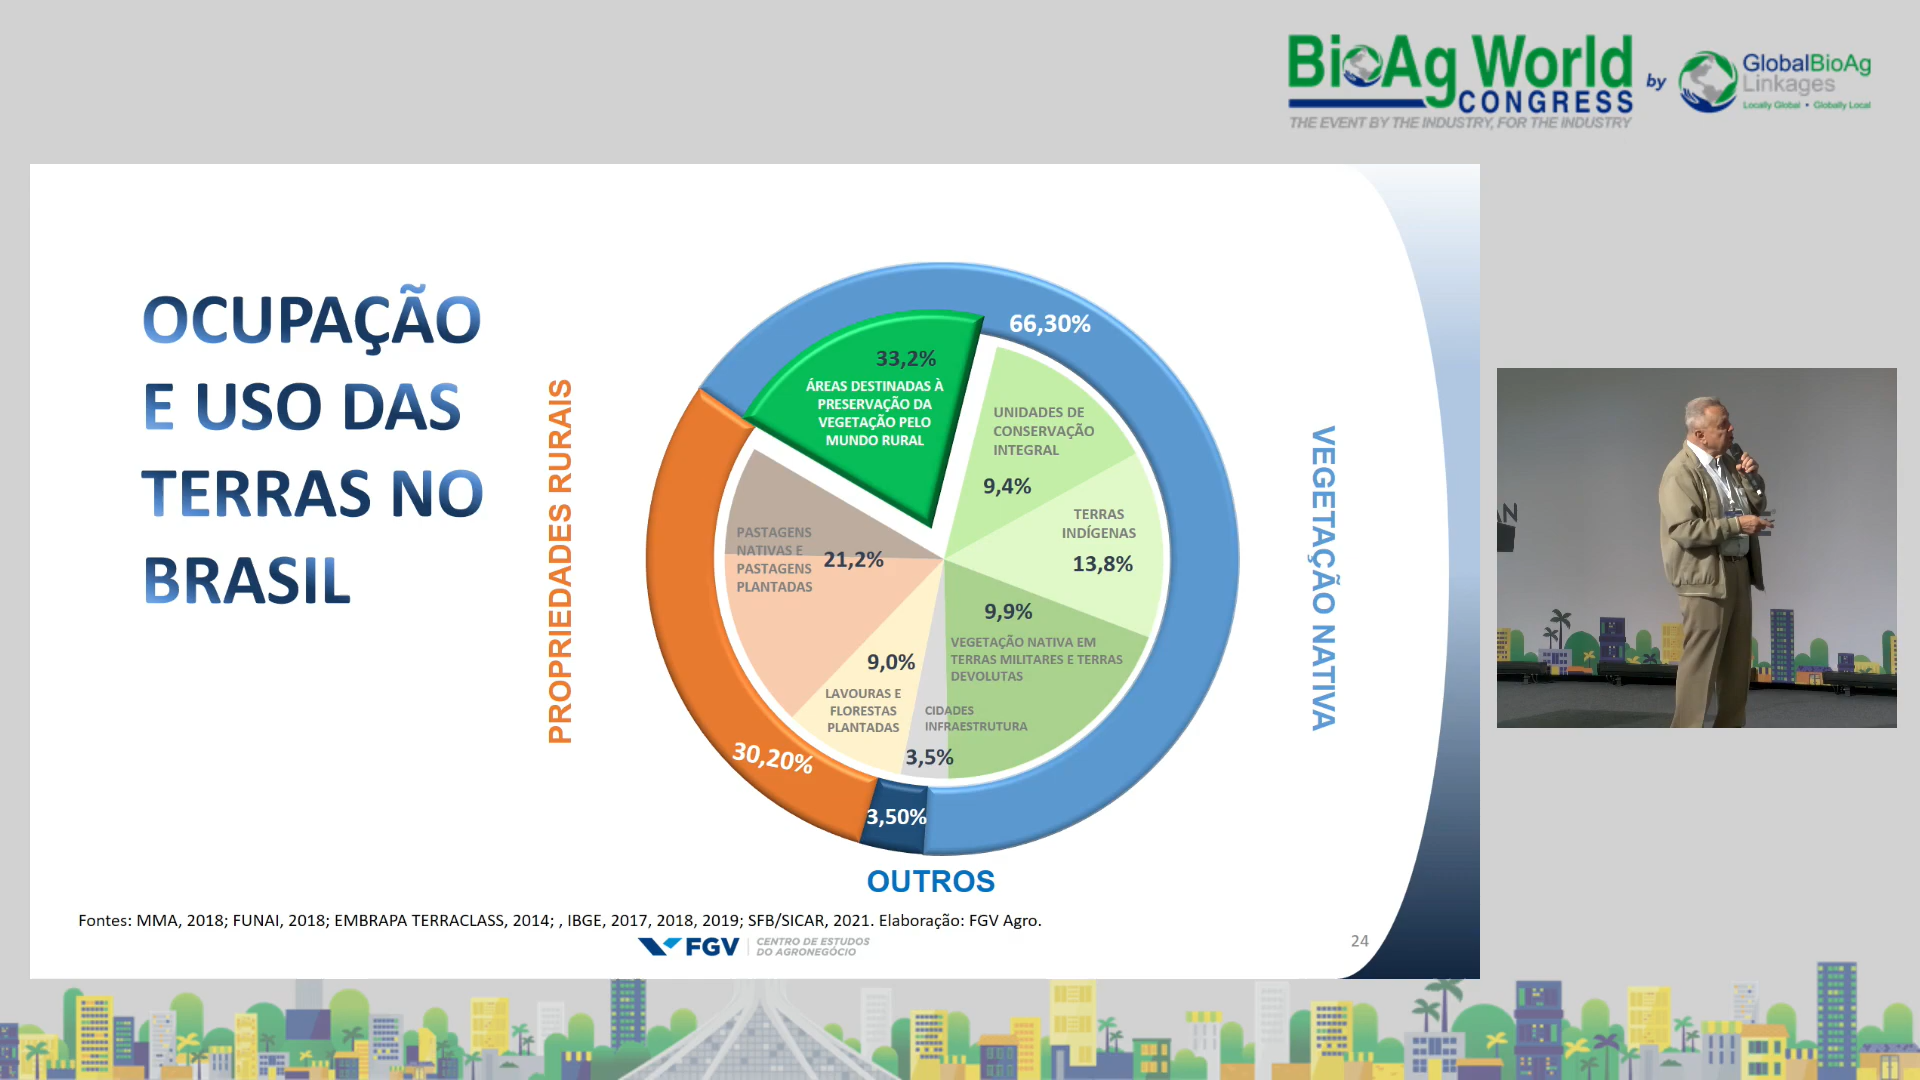 BioAg World
CONGRESS
THE EVENT BY THE INDUSTRY, FOR THE INDUSTRY
by
GlobalBioAg
Linkages
Locally Global • Globally Local
OCUPAÇÃO
E USO DAS
TERRAS NO
BRASIL
PROPRIEDADES RURAIS
66,30%
33,2%
ÁREAS DESTINADAS À
PRESERVAÇÃO DA
VEGETAÇÃO PELO
MUNDO RURAL
UNIDADES DE
CONSERVAÇÃO
INTEGRAL
9,4%
TERRAS
INDÍGENAS
13,8%
PASTAGENS
NATIVAS E
PASTAGENS
PLANTADAS
21,2%
9,9%
VEGETAÇÃO NATIVA EM
TERRAS MILITARES E TERRAS
DEVOLUTAS
9,0%
LAVOURAS E
FLORESTAS
PLANTADAS
CIDADES
INFRAESTRUTURA
3,5%
30,20%
3,50%
VEGETAÇÃO NATIVA
OUTROS
Fontes: MMA, 2018; FUNAI, 2018; EMBRAPA TERRACLASS, 2014; , IBGE, 2017, 2018, 2019; SFB/SICAR, 2021. Elaboração: FGV Agro.
FGV
CENTRO DE ESTUDOS
DO AGRONEGÓCIO
24